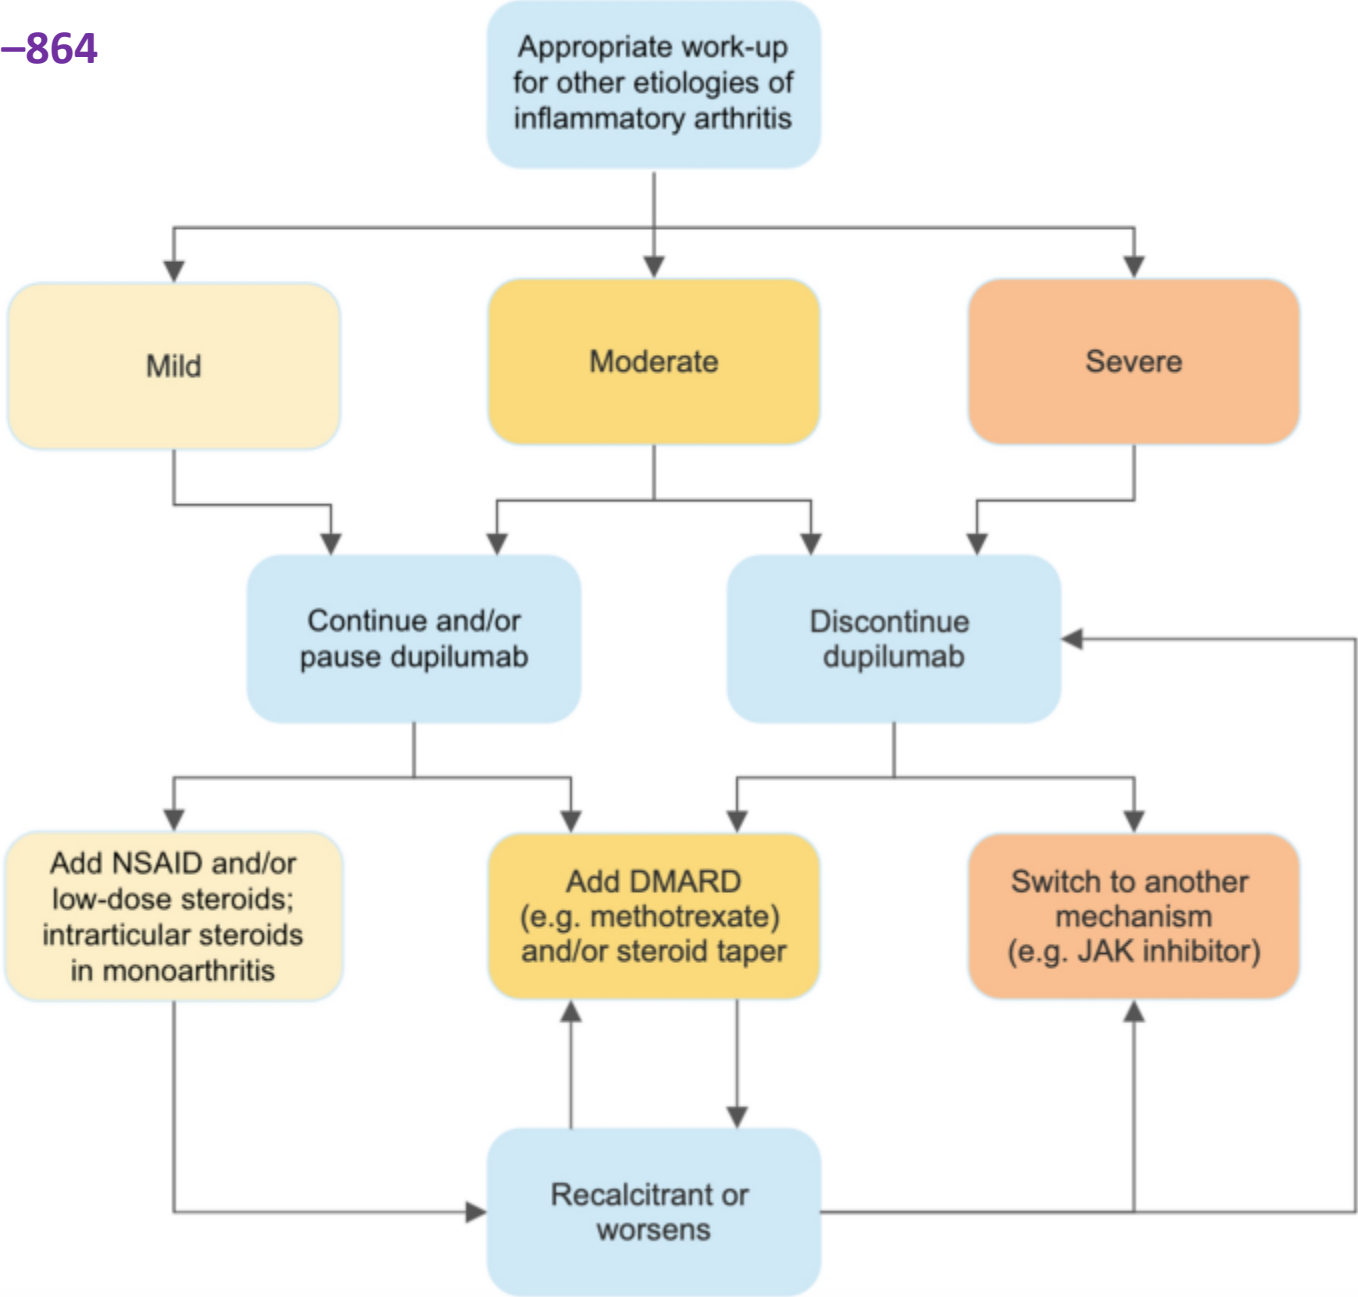 –864
Appropriate work-up
for other etiologies of
inflammatory arthritis
Mild
Moderate
Severe
Continue and/or
pause dupilumab
Discontinue
dupilumab
Add NSAID and/or
low-dose steroids;
intrarticular steroids
in monoarthritis
Add DMARD
(e.g. methotrexate)
and/or steroid taper
Switch to another
mechanism
(e.g. JAK inhibitor)
Recalcitrant or
worsens